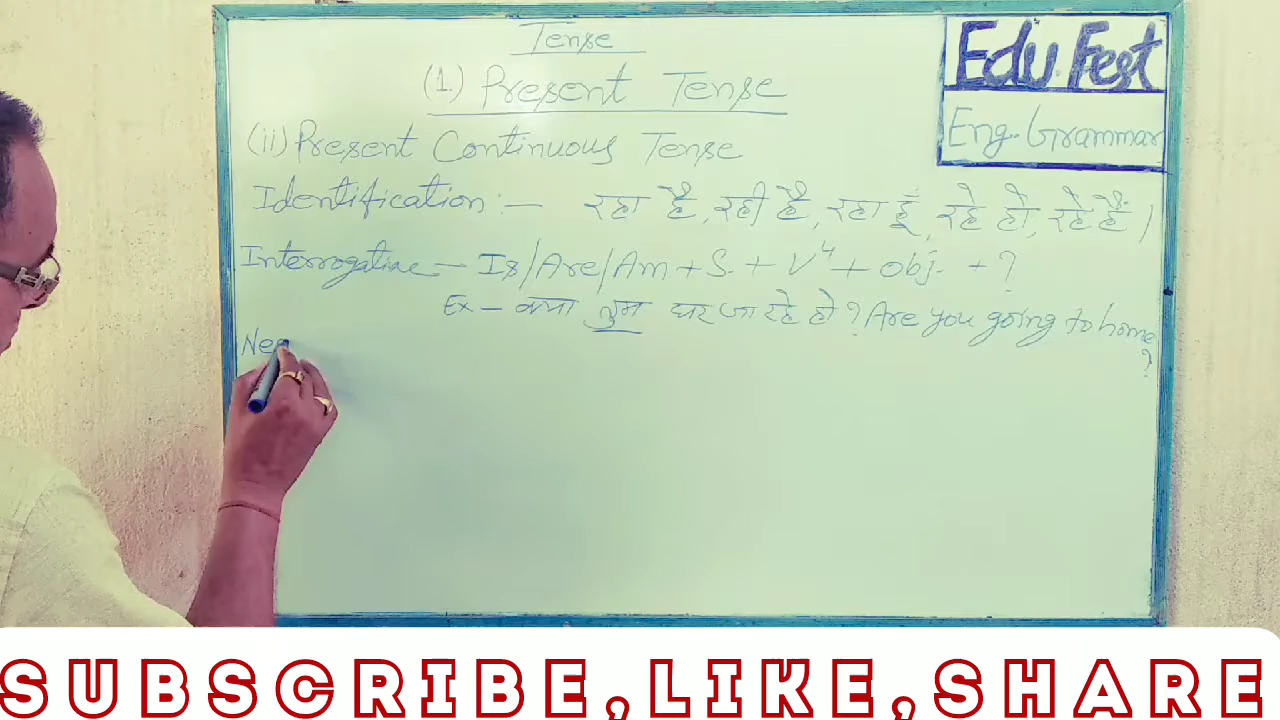 Tense
(1.) Present Tense
Edu. Fest
Eng. Grammar
(ii) Present Continuous Tense
Identification :- रहा है, रही है, रहा हूँ, रहे हो, रहे हैं।
Interrogative - Is/Are/Am + S. + V4 + obj. + ?
Ex - क्या तुम घर जा रहे हो ? Are you going to home
?
Neg
SUBSCRIBE,LIKE,SHARE